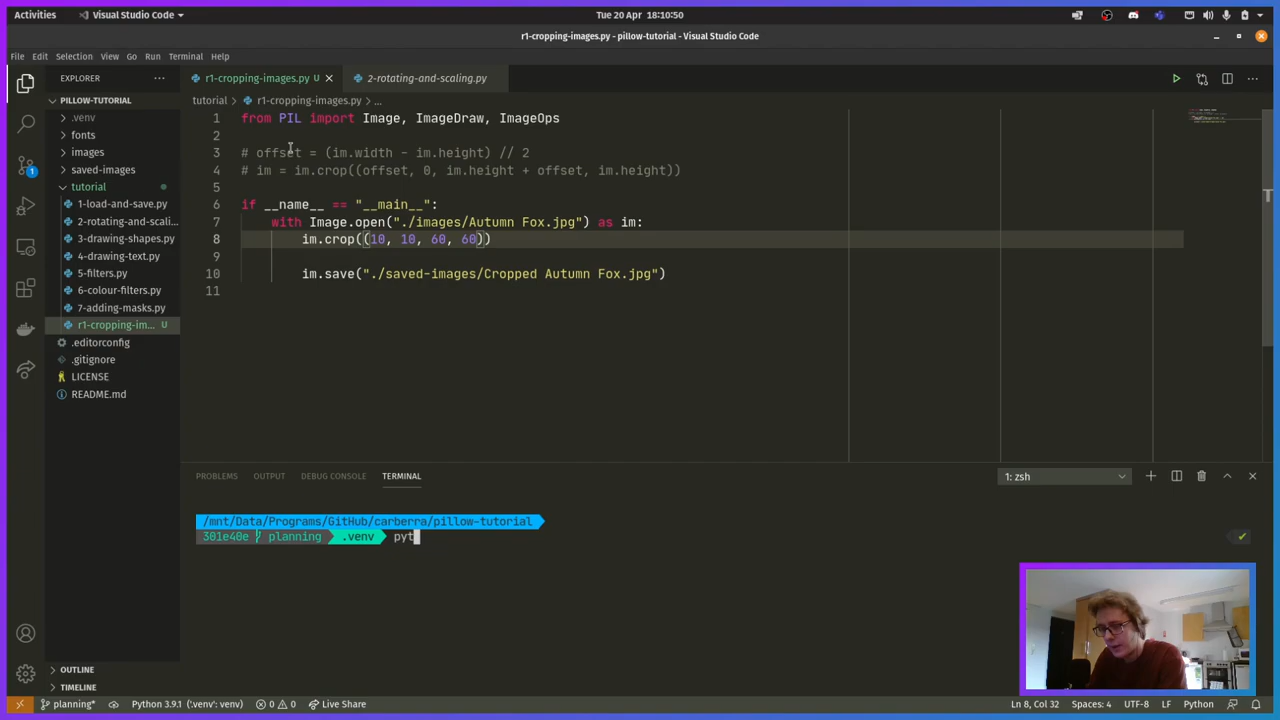 Activities
Visual Studio Code
Tue 20 Apr 18:10:50
r1-cropping-images.py - pillow-tutorial - Visual Studio Code
File Edit Selection View Go Run Terminal Help
EXPLORER
r1-cropping-images.py U
2-rotating-and-scaling.py
PILLOW-TUTORIAL
.venv
fonts
images
saved-images
tutorial
1-load-and-save.py
2-rotating-and-scali...
3-drawing-shapes.py
4-drawing-text.py
5-filters.py
6-colour-filters.py
7-adding-masks.py
r1-cropping-im... U
.editorconfig
.gitignore
LICENSE
README.md
OUTLINE
TIMELINE
tutorial > r1-cropping-images.py > ...
1 from PIL import Image, ImageDraw, ImageOps
2
3 # offset = (im.width - im.height) // 2
4 # im = im.crop((offset, 0, im.height + offset, im.height))
5
6 if __name__ == "__main__":
7 with Image.open("./images/Autumn Fox.jpg") as im:
8 im.crop((10, 10, 60, 60))
9
10 im.save("./saved-images/Cropped Autumn Fox.jpg")
11
PROBLEMS OUTPUT DEBUG CONSOLE TERMINAL
1: zsh
/mnt/Data/Programs/GitHub/carberra/pillow-tutorial
301e40e planning .venv pyt
planning* Python 3.9.1 ('.venv': venv) 0 0 Live Share
Ln 8, Col 32 Spaces: 4 UTF-8 LF Python